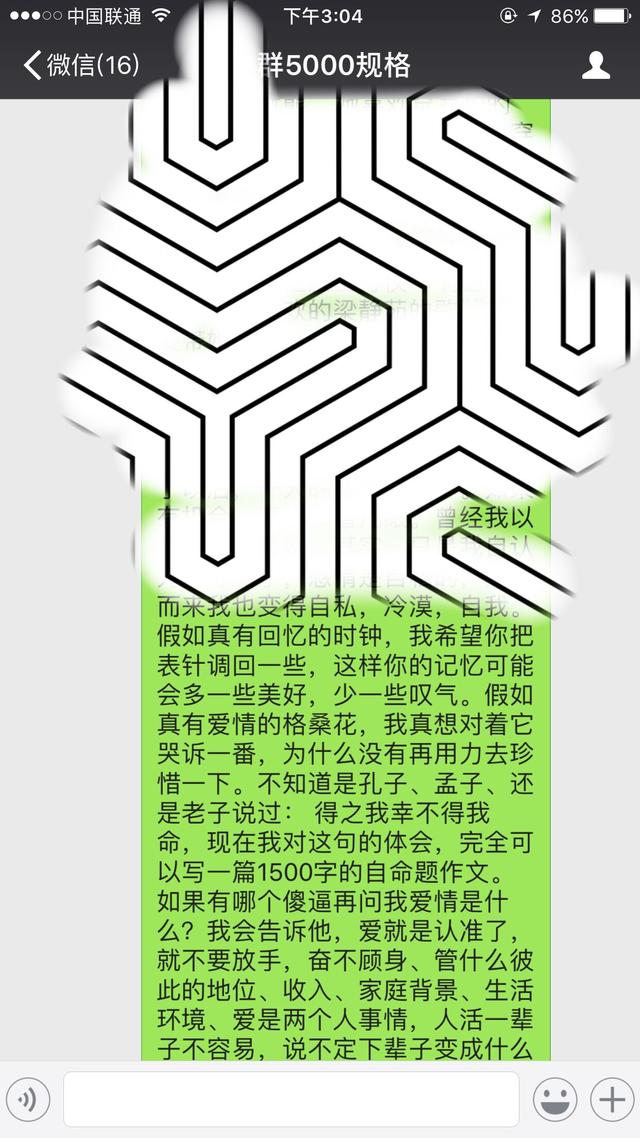 中国联通 下午3:04 86%
微信(16) 群5000规格
欢的梁静茹的
曾经我以
而来我也变得自私，冷漠，自我。
假如真有回忆的时钟，我希望你把
表针调回一些，这样你的记忆可能
会多一些美好，少一些叹气。假如
真有爱情的格桑花，我真想对着它
哭诉一番，为什么没有再用力去珍
惜一下。不知道是孔子、孟子、还
是老子说过： 得之我幸不得我
命，现在我对这句的体会，完全可
以写一篇1500字的自命题作文。
如果有哪个傻逼再问我爱情是什
么？我会告诉他，爱就是认准了，
就不要放手，奋不顾身、管什么彼
此的地位、收入、家庭背景、生活
环境、爱是两个人事情，人活一辈
子不容易，说不定下辈子变成什么